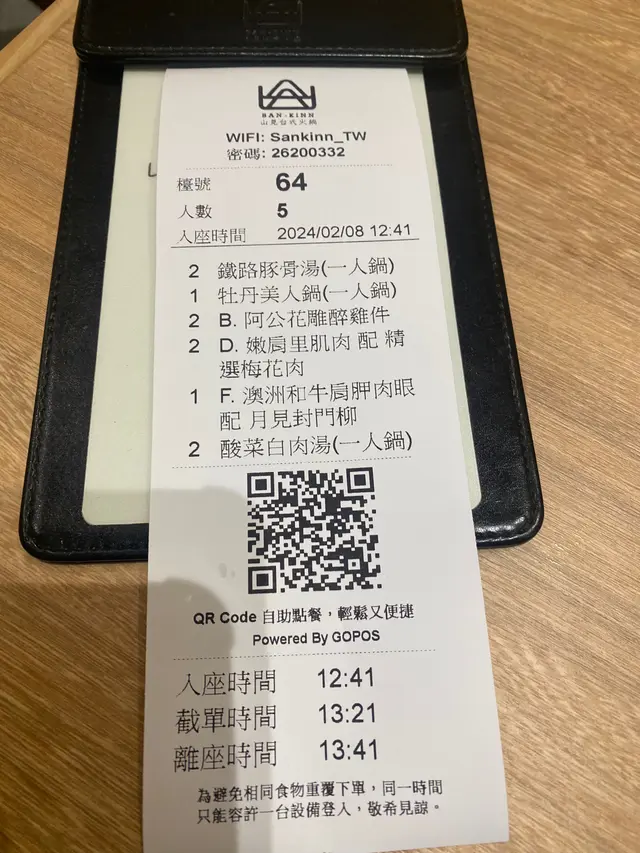 SAN-KINN
山見台式火鍋
WIFI: Sankinn_TW
密碼: 26200332
檯號 64
人數 5
入座時間 2024/02/08 12:41
2 鐵路豚骨湯(一人鍋)
1 牡丹美人鍋(一人鍋)
2 B. 阿公花雕醉雞件
2 D. 嫩肩里肌肉 配 精
選梅花肉
1 F. 澳洲和牛肩胛肉眼
配 月見封門柳
2 酸菜白肉湯(一人鍋)
QR Code 自助點餐，輕鬆又便捷
Powered By GOPOS
入座時間 12:41
截單時間 13:21
離座時間 13:41
為避免相同食物重覆下單，同一時間
只能容許一台設備登入，敬希見諒。